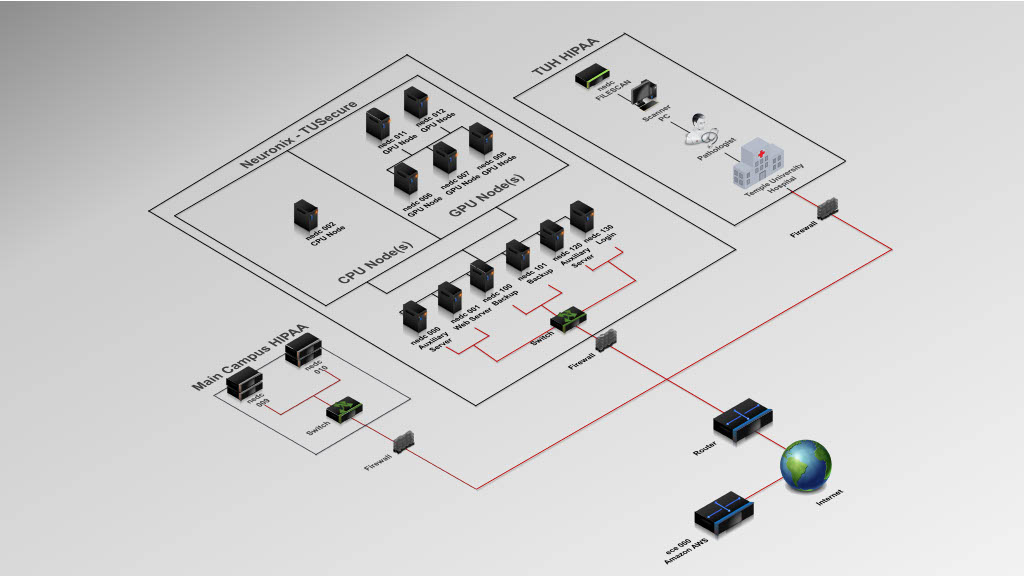 TUH HIPAA
nedc
FILESCAN
Scanner
PC
Pathologist
Temple University
Hospital
Firewall
Neuronix - TUSecure
nedc 011
GPU Node
nedc 012
GPU Node
nedc 006
GPU Node
nedc 007
GPU Node
nedc 008
GPU Node
GPU Node(s)
nedc 002
CPU Node
CPU Node(s)
nedc 000
Auxiliary
Server
nedc 001
Web Server
nedc 100
Backup
nedc 101
Backup
nedc 120
Auxiliary
Server
nedc 130
Login
Switch
Firewall
Main Campus HIPAA
nedc
009
nedc
010
Switch
Firewall
Router
Internet
ece 000
Amazon AWS